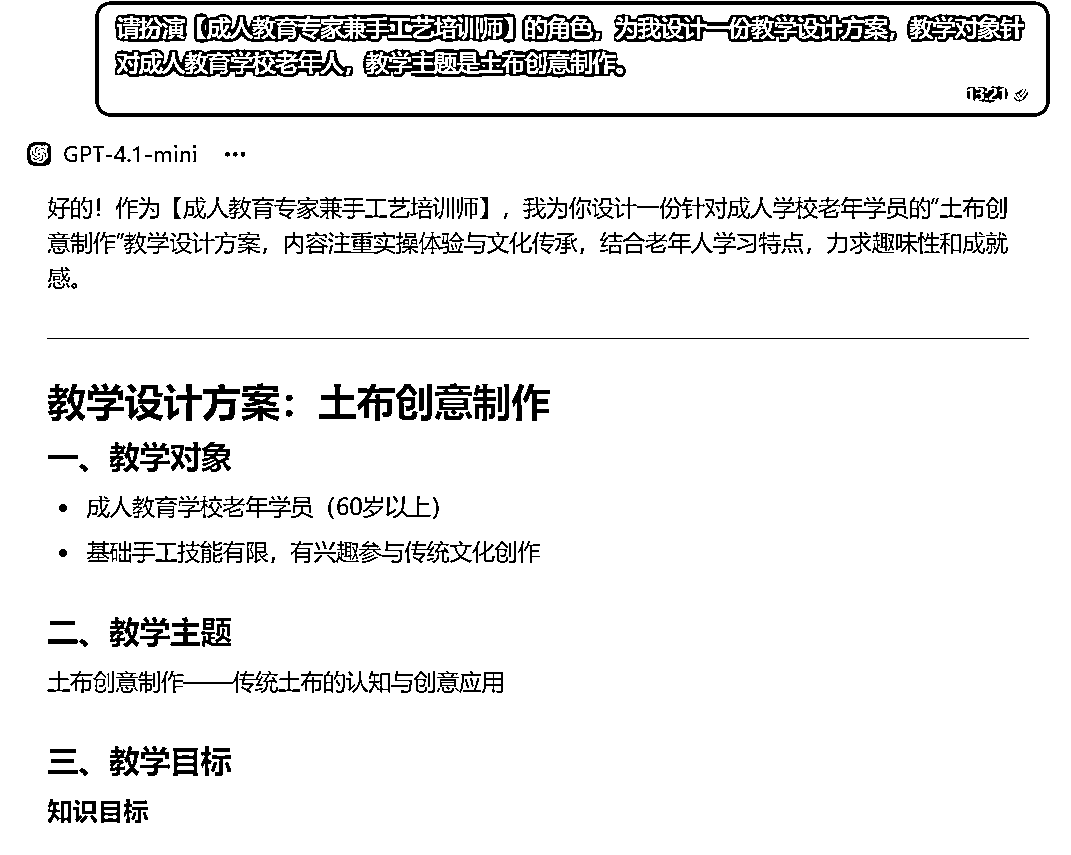 请扮演【成人教育专家兼手工艺培训师】的角色，为我设计一份教学设计方案，教学对象针
对成人教育学校老年人，教学主题是土布创意制作。
13:21
GPT-4.1-mini ···
好的！作为【成人教育专家兼手工艺培训师】，我为你设计一份针对成人学校老年学员的“土布创
意制作”教学设计方案，内容注重实操体验与文化传承，结合老年人学习特点，力求趣味性和成就
感。
教学设计方案：土布创意制作
一、教学对象
• 成人教育学校老年学员（60岁以上）
• 基础手工技能有限，有兴趣参与传统文化创作
二、教学主题
土布创意制作——传统土布的认知与创意应用
三、教学目标
知识目标